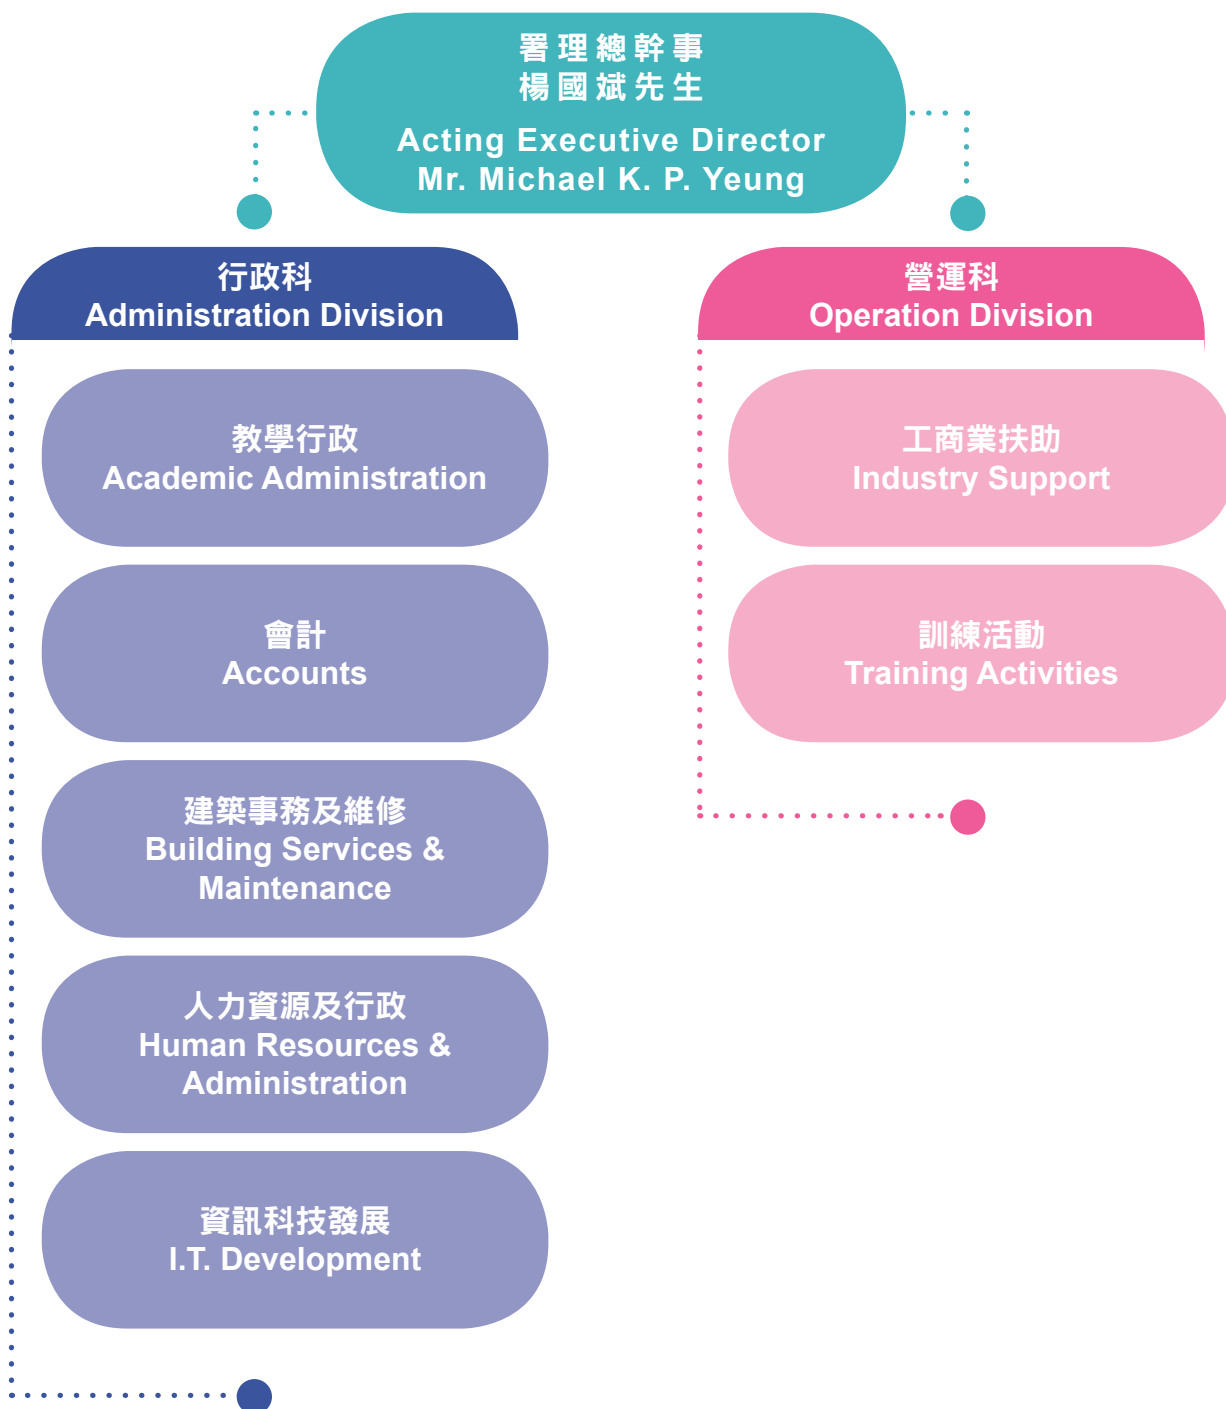 署理總幹事
楊國斌先生
Acting Executive Director
Mr. Michael K. P. Yeung
行政科
Administration Division
教學行政
Academic Administration
會計
Accounts
建築事務及維修
Building Services &
Maintenance
人力資源及行政
Human Resources &
Administration
資訊科技發展
I.T. Development
營運科
Operation Division
工商業扶助
Industry Support
訓練活動
Training Activities